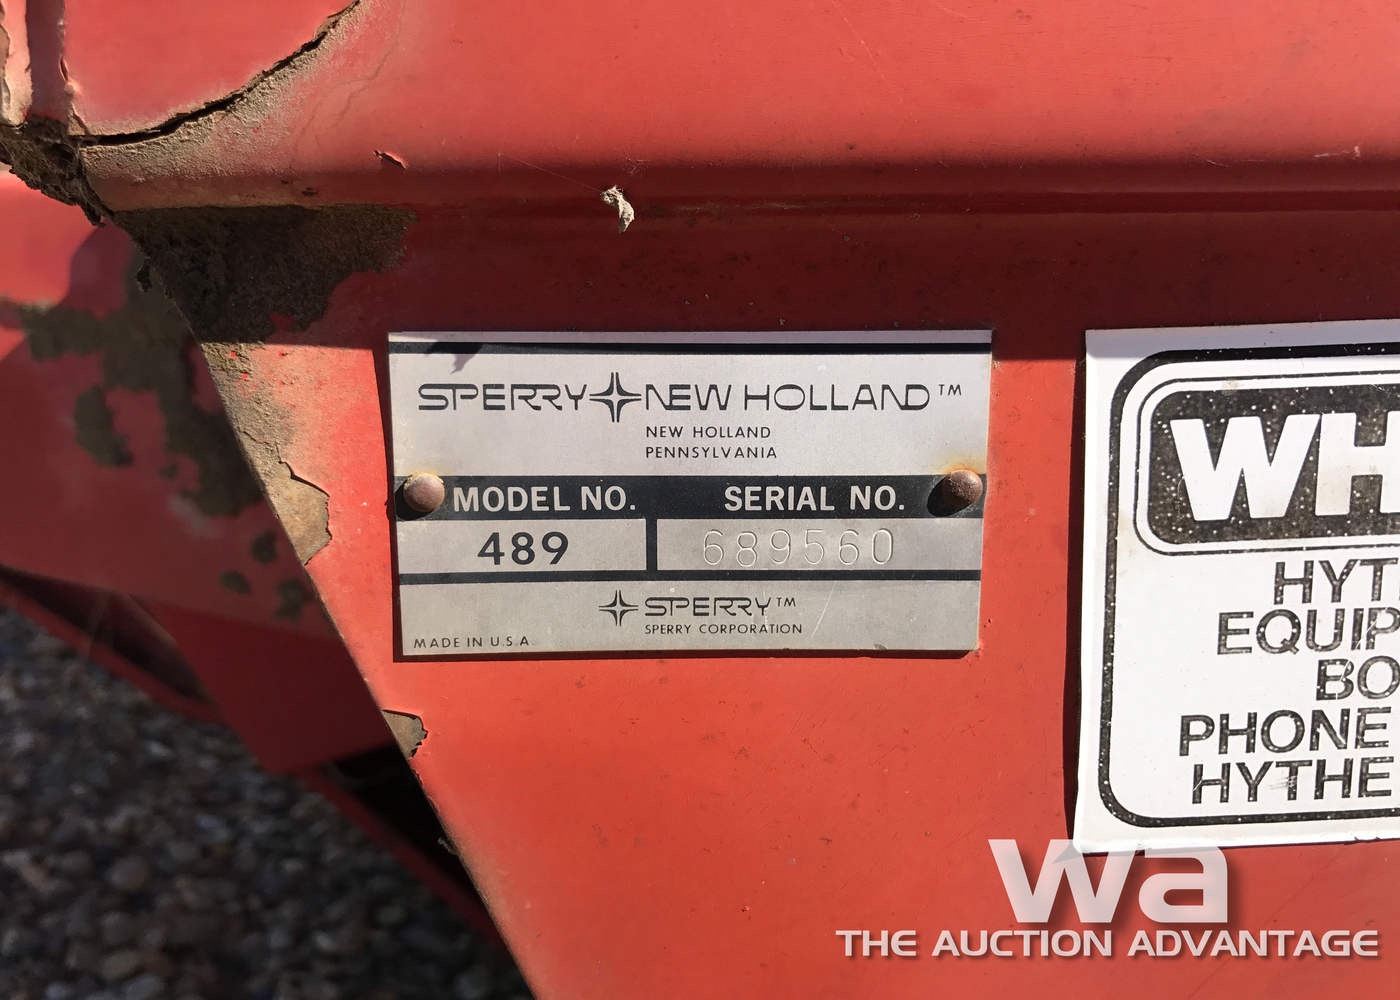 SPERRY NEW HOLLAND™
NEW HOLLAND
PENNSYLVANIA
MODEL NO. SERIAL NO.
489 689560
SPERRY™
SPERRY CORPORATION
MADE IN U.S.A.
WH
HYT
EQUIP
BO
PHONE
HYTHE
wa
THE AUCTION ADVANTAGE